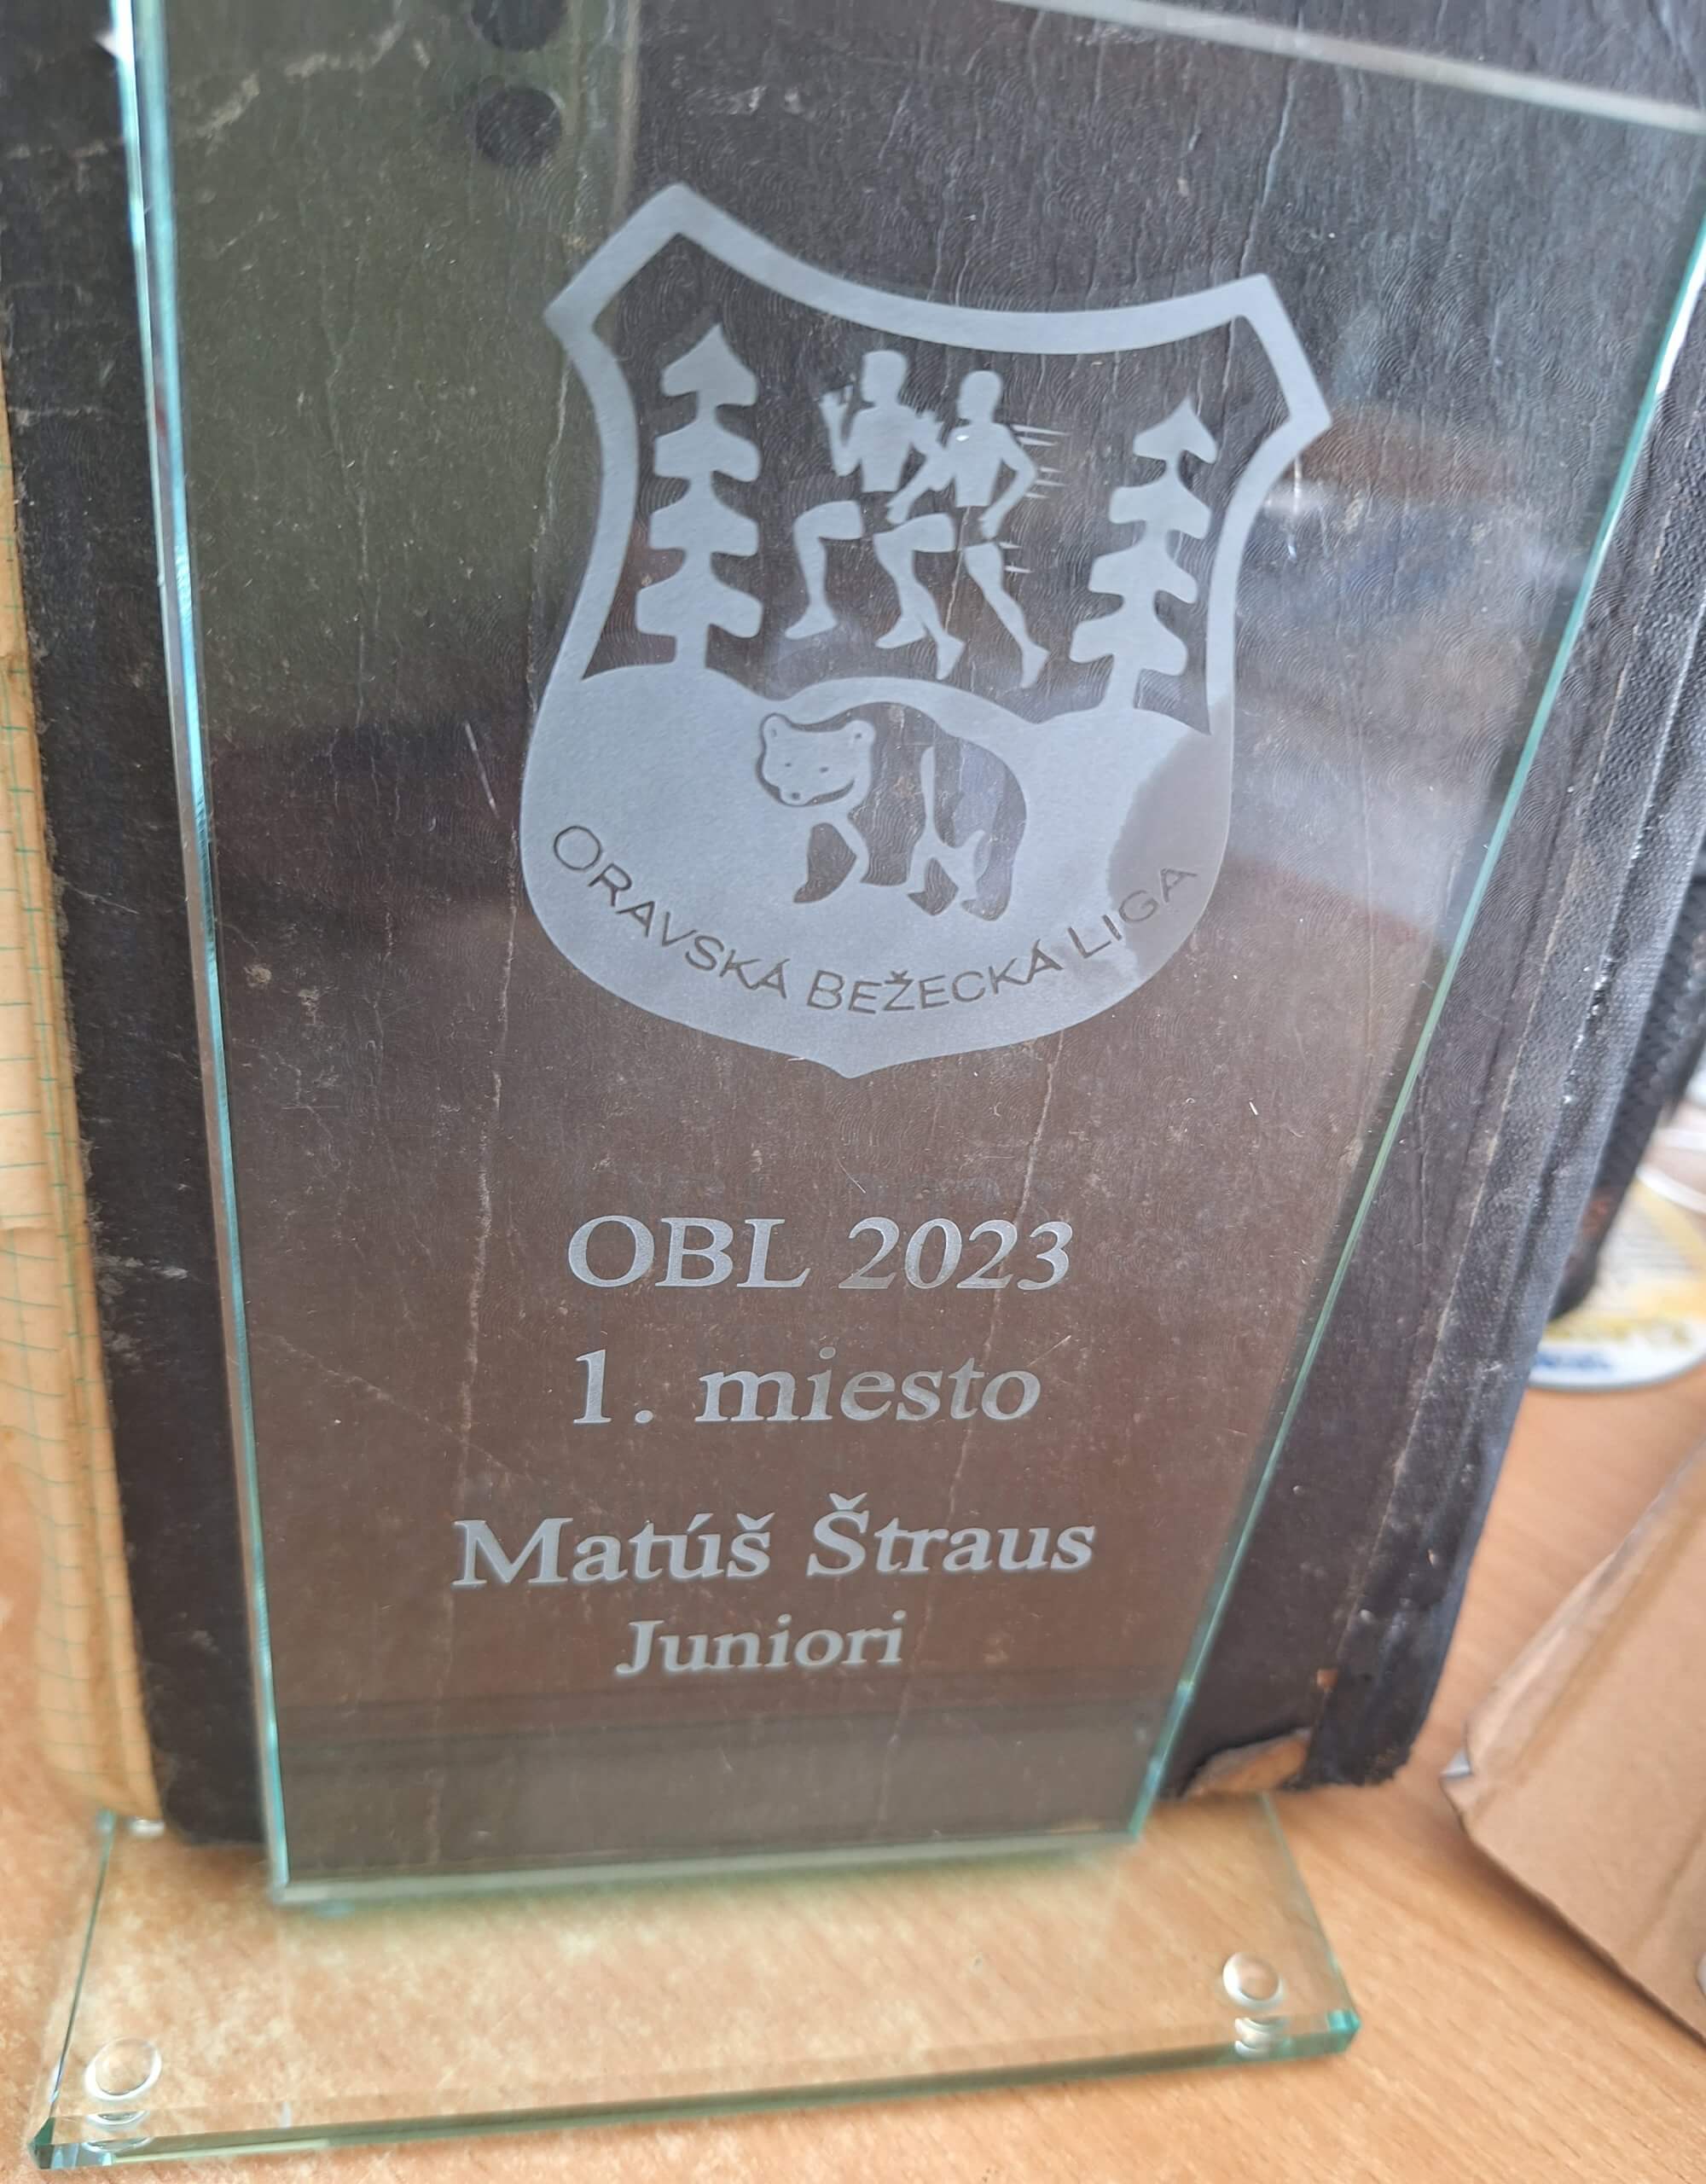 ORAVSKÁ BEŽECKÁ LIGA
OBL 2023
1. miesto
Matúš Štraus
Juniori